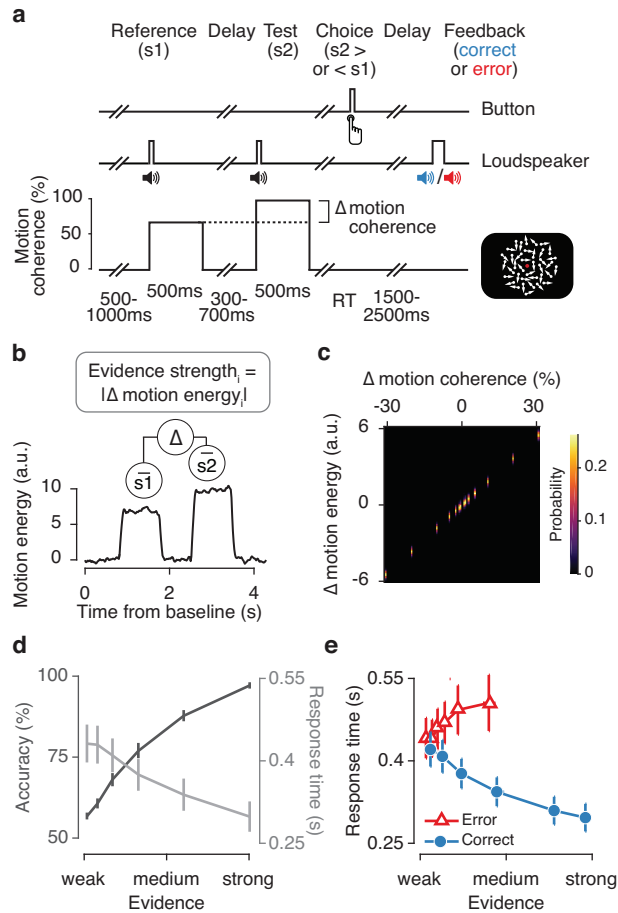 a
Reference Delay Test Choice Delay Feedback
(s1) (s2) (s2 > (correct
or < s1) or error)
Button
Loudspeaker
/
Motion
coherence (%)
100
50
0
Δ motion
coherence
500-
1000ms
500ms
300-
700ms
500ms
RT
1500-
2500ms
b
Evidence strengthᵢ =
|Δ motion energyᵢ|
Δ
s̅1
s̅2
Motion energy (a.u.)
10
5
0
0 2 4
Time from baseline (s)
c
Δ motion coherence (%)
-30 0 30
Δ motion energy (a.u.)
6
0
-6
Probability
0.2
0.1
0
d
Accuracy (%)
100
75
50
Response time (s)
0.55
0.4
0.25
weak medium strong
Evidence
e
Response time (s)
0.55
0.4
0.25
Error
Correct
weak medium strong
Evidence